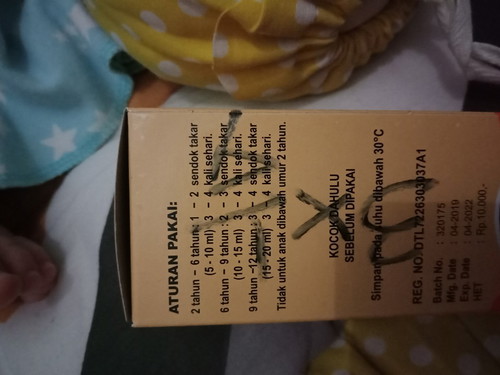 ATURAN PAKAI:
2 tahun – 6 tahun: 1 – 2 sendok takar
(5 - 10 ml) 3 – 4 kali sehari.
6 tahun – 9 tahun: 2 – 3 sendok takar
(10 - 15 ml) 3 – 4 kali sehari.
9 tahun –12 tahun: 3 – 4 sendok takar
(15 - 20 ml) 3 – 4 kali sehari.
Tidak untuk anak dibawah umur 2 tahun.
KOCOK DAHULU
SEBELUM DIPAKAI
Simpan pada suhu dibawah 30°C
REG. NO.:DTL7226303037A1
Batch No. : 320175
Mfg. Date : 04-2019
Exp. Date : 04-2022
HET : Rp.10.000,-